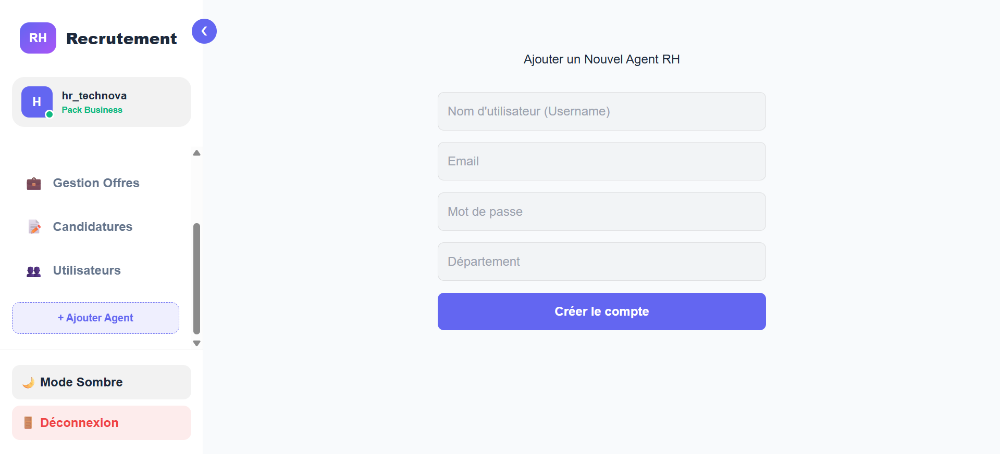 RH
Recrutement
❮
H
hr_technova
Pack Business
Gestion Offres
Candidatures
Utilisateurs
+ Ajouter Agent
Mode Sombre
Déconnexion
Ajouter un Nouvel Agent RH
Nom d'utilisateur (Username)
Email
Mot de passe
Département
Créer le compte